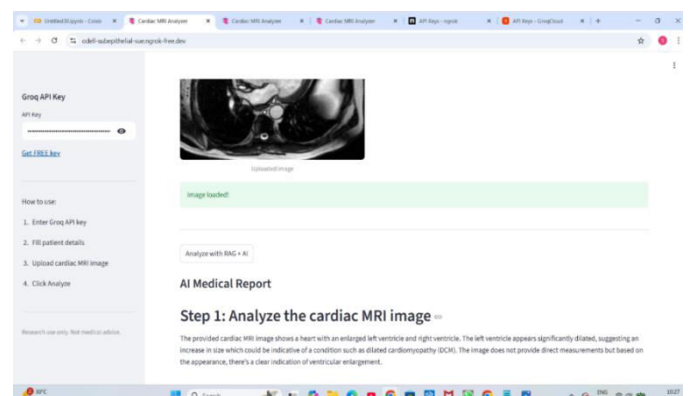 Untitled10.ipynb - Colab
Cardiac MRI Analyzer
Cardiac MRI Analyzer
Cardiac MRI Analyzer
API Keys - ngrok
API Keys - GroqCloud
odell-subepithelial-sue.ngrok-free.dev
Groq API Key
API Key
Get FREE key
How to use:
1. Enter Groq API key
2. Fill patient details
3. Upload cardiac MRI image
4. Click Analyze
Research use only. Not medical advice.
Uploaded image
Image loaded!
Analyze with RAG + AI
AI Medical Report
Step 1: Analyze the cardiac MRI image
The provided cardiac MRI image shows a heart with an enlarged left ventricle and right ventricle. The left ventricle appears significantly dilated, suggesting an
increase in size which could be indicative of a condition such as dilated cardiomyopathy (DCM). The image does not provide direct measurements but based on
the appearance, there's a clear indication of ventricular enlargement.
Search
ENG
10:27